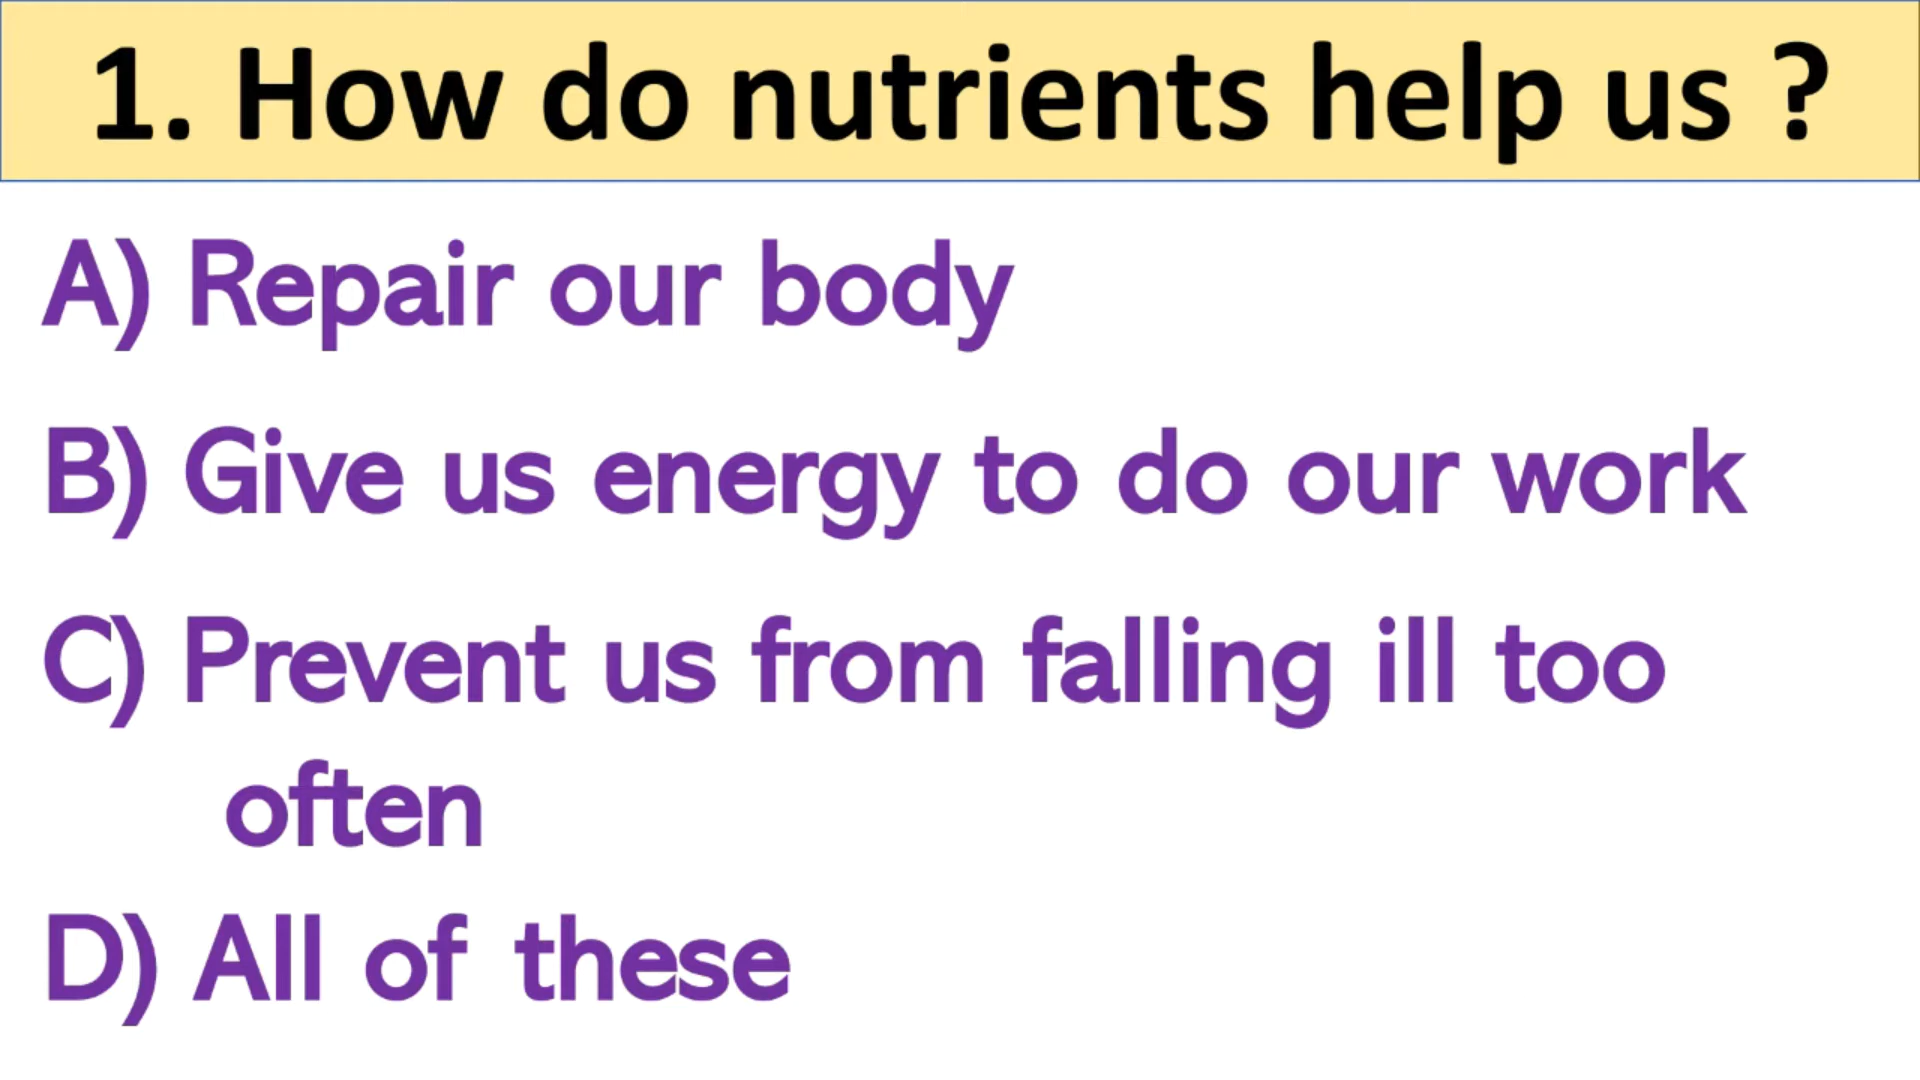 1. How do nutrients help us ?
A) Repair our body
B) Give us energy to do our work
C) Prevent us from falling ill too
often
D) All of these